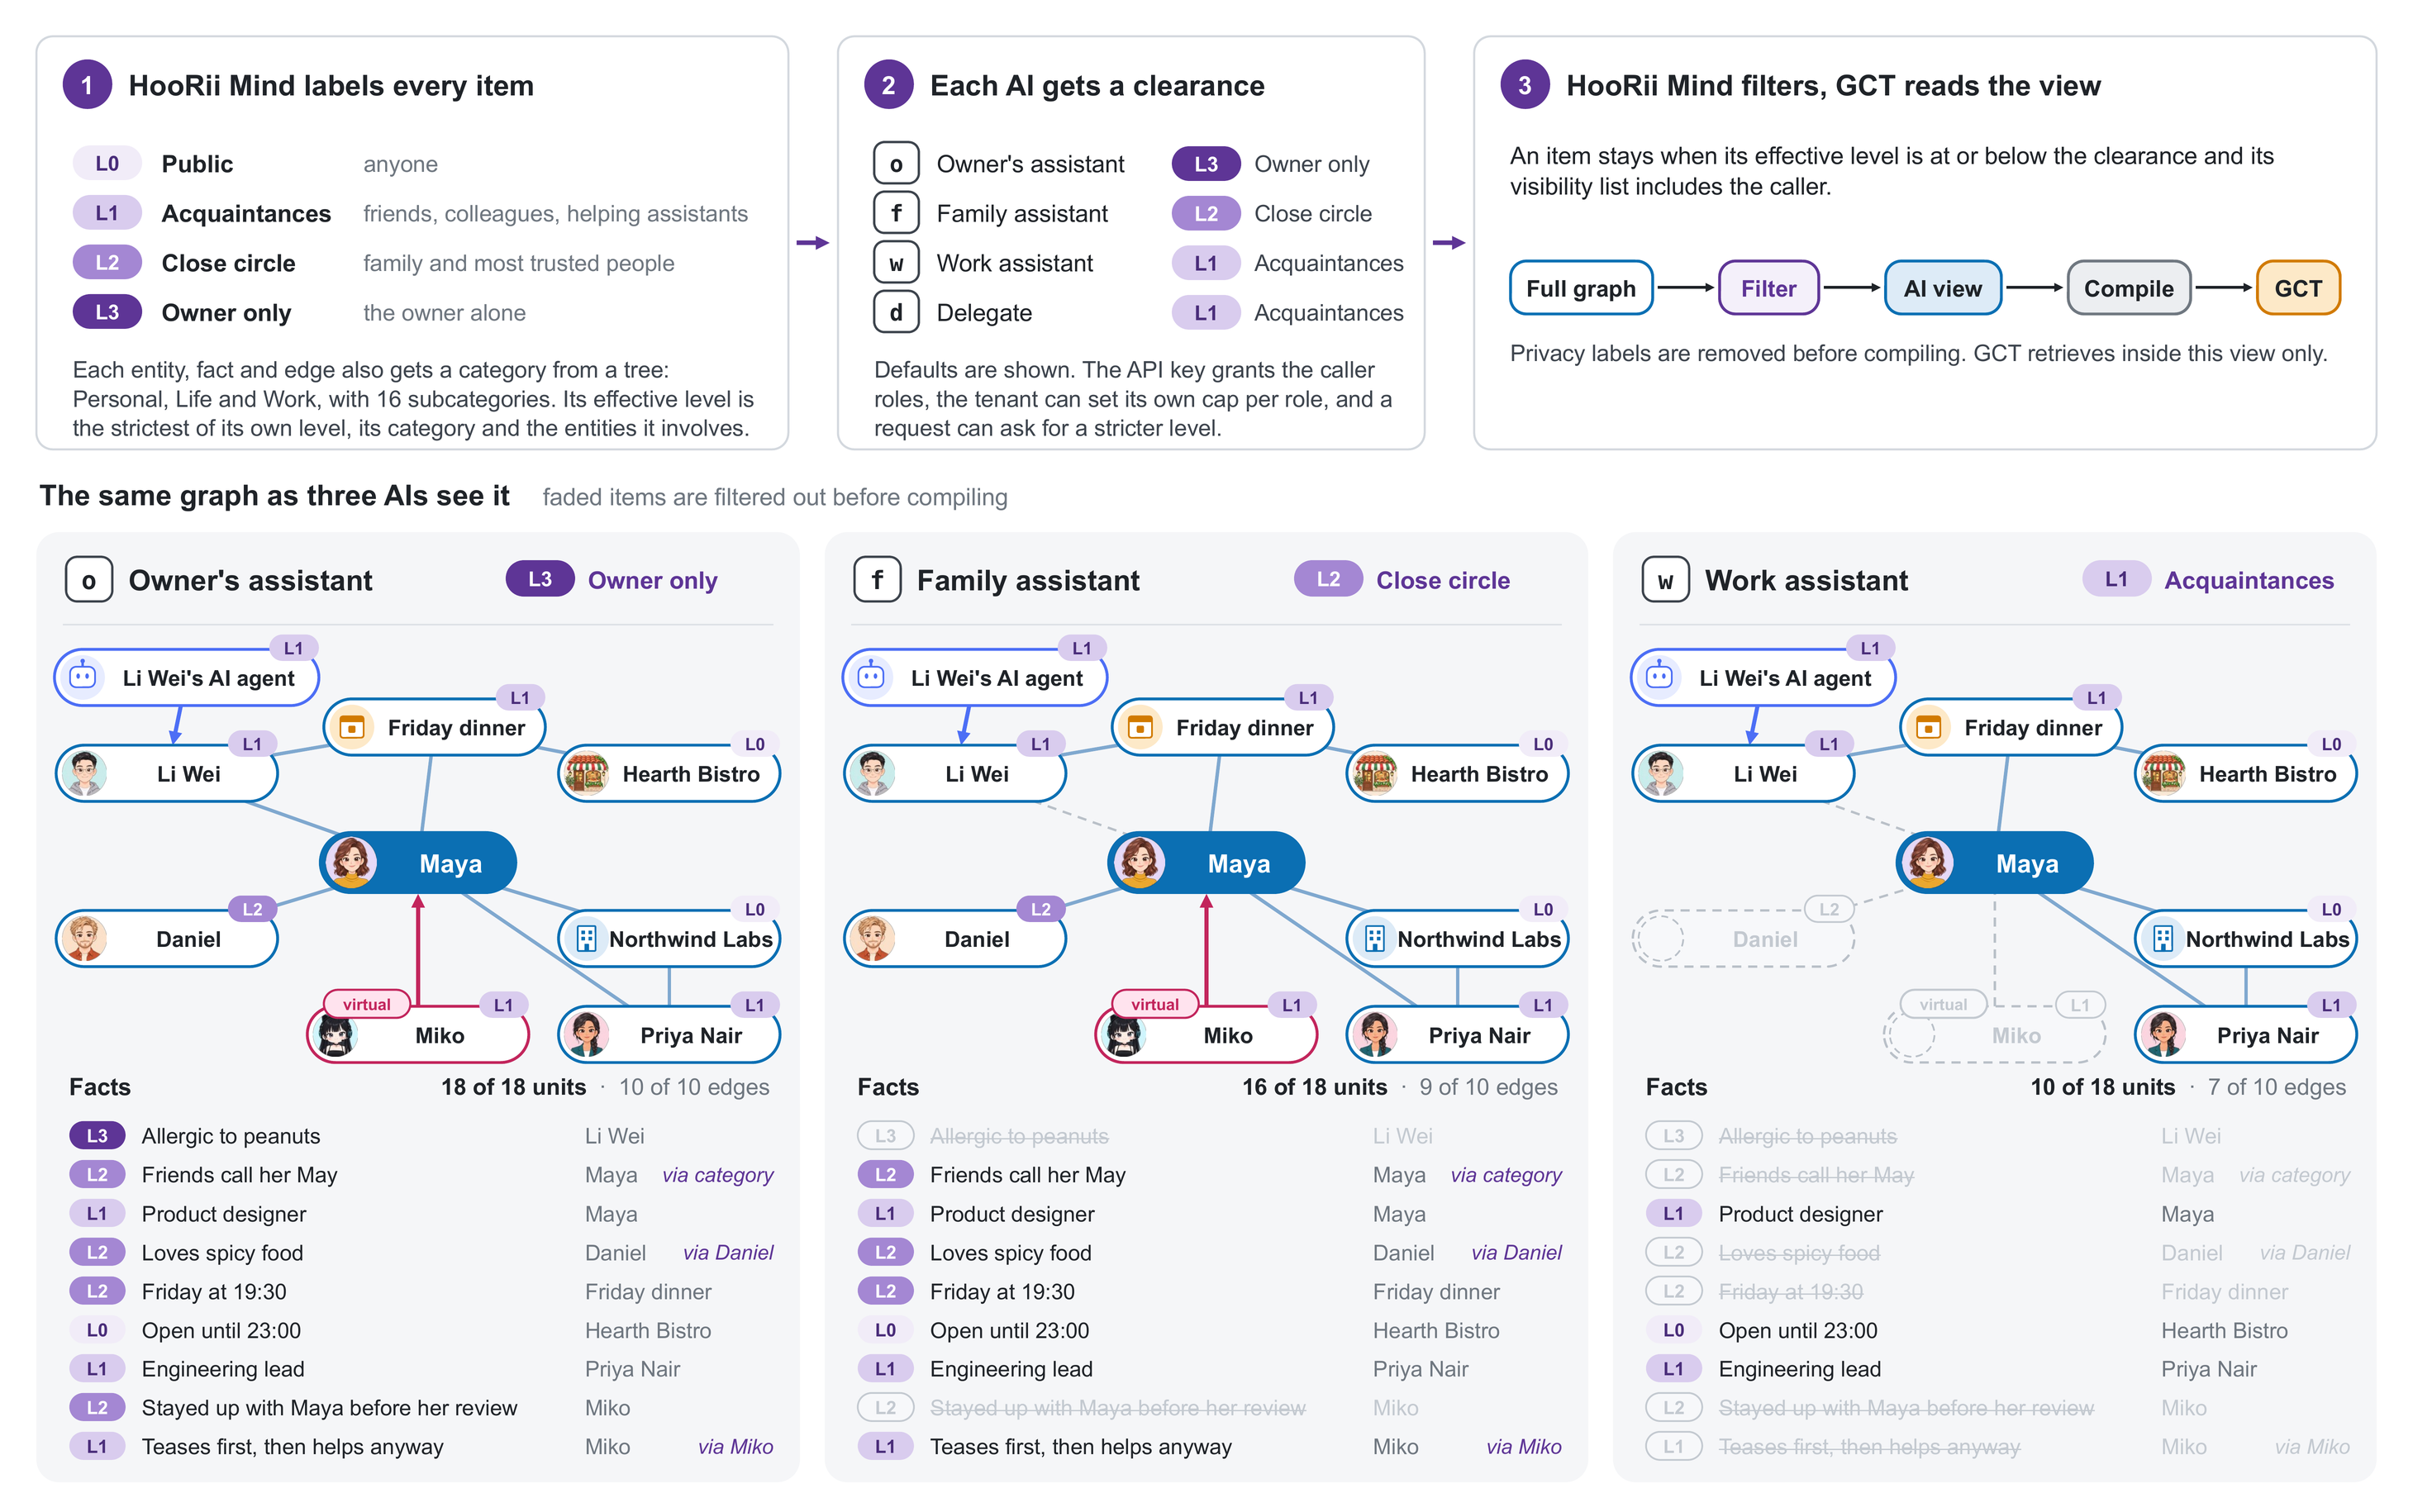 1 HooRii Mind labels every item
L0 Public anyone
L1 Acquaintances friends, colleagues, helping assistants
L2 Close circle family and most trusted people
L3 Owner only the owner alone
Each entity, fact and edge also gets a category from a tree:
Personal, Life and Work, with 16 subcategories. Its effective level is
the strictest of its own level, its category and the entities it involves.
2 Each AI gets a clearance
o Owner's assistant L3 Owner only
f Family assistant L2 Close circle
w Work assistant L1 Acquaintances
d Delegate L1 Acquaintances
Defaults are shown. The API key grants the caller
roles, the tenant can set its own cap per role, and a
request can ask for a stricter level.
3 HooRii Mind filters, GCT reads the view
An item stays when its effective level is at or below the clearance and its
visibility list includes the caller.
Full graph Filter AI view Compile GCT
Privacy labels are removed before compiling. GCT retrieves inside this view only.
The same graph as three AIs see it faded items are filtered out before compiling
o Owner's assistant L3 Owner only
L1
Li Wei's AI agent
L1
Friday dinner
L1
Li Wei
L0
Hearth Bistro
Maya
L2
Daniel
L0
Northwind Labs
virtual L1
Miko
L1
Priya Nair
Facts 18 of 18 units · 10 of 10 edges
L3 Allergic to peanuts Li Wei
L2 Friends call her May Maya via category
L1 Product designer Maya
L2 Loves spicy food Daniel via Daniel
L2 Friday at 19:30 Friday dinner
L0 Open until 23:00 Hearth Bistro
L1 Engineering lead Priya Nair
L2 Stayed up with Maya before her review Miko
L1 Teases first, then helps anyway Miko via Miko
f Family assistant L2 Close circle
L1
Li Wei's AI agent
L1
Friday dinner
L1
Li Wei
L0
Hearth Bistro
Maya
L2
Daniel
L0
Northwind Labs
virtual L1
Miko
L1
Priya Nair
Facts 16 of 18 units · 9 of 10 edges
L3 Allergic to peanuts Li Wei
L2 Friends call her May Maya via category
L1 Product designer Maya
L2 Loves spicy food Daniel via Daniel
L2 Friday at 19:30 Friday dinner
L0 Open until 23:00 Hearth Bistro
L1 Engineering lead Priya Nair
L2 Stayed up with Maya before her review Miko
L1 Teases first, then helps anyway Miko via Miko
w Work assistant L1 Acquaintances
L1
Li Wei's AI agent
L1
Friday dinner
L1
Li Wei
L0
Hearth Bistro
Maya
L2
Daniel
L0
Northwind Labs
virtual L1
Miko
L1
Priya Nair
Facts 10 of 18 units · 7 of 10 edges
L3 Allergic to peanuts Li Wei
L2 Friends call her May Maya via category
L1 Product designer Maya
L2 Loves spicy food Daniel via Daniel
L2 Friday at 19:30 Friday dinner
L0 Open until 23:00 Hearth Bistro
L1 Engineering lead Priya Nair
L2 Stayed up with Maya before her review Miko
L1 Teases first, then helps anyway Miko via Miko